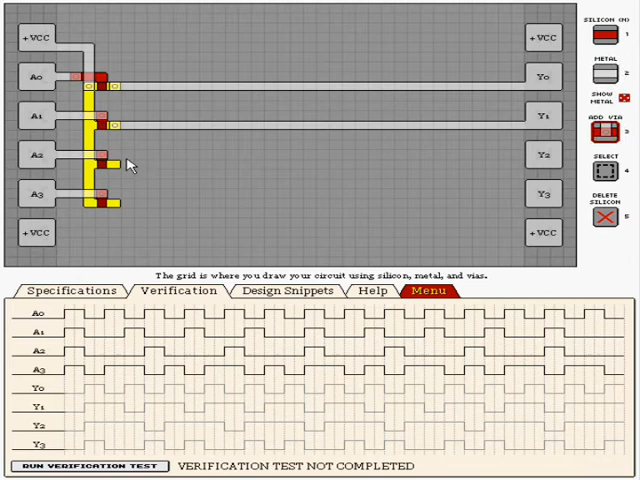 +VCC
A0
A1
A2
A3
+VCC
+VCC
Y0
Y1
Y2
Y3
+VCC
SILICON (N)
1
METAL
2
SHOW
METAL
ADD VIA
3
SELECT
4
DELETE
SILICON
5
The grid is where you draw your circuit using silicon, metal, and vias.
Specifications
Verification
Design Snippets
Help
Menu
A0
A1
A2
A3
Y0
Y1
Y2
Y3
RUN VERIFICATION TEST
VERIFICATION TEST NOT COMPLETED